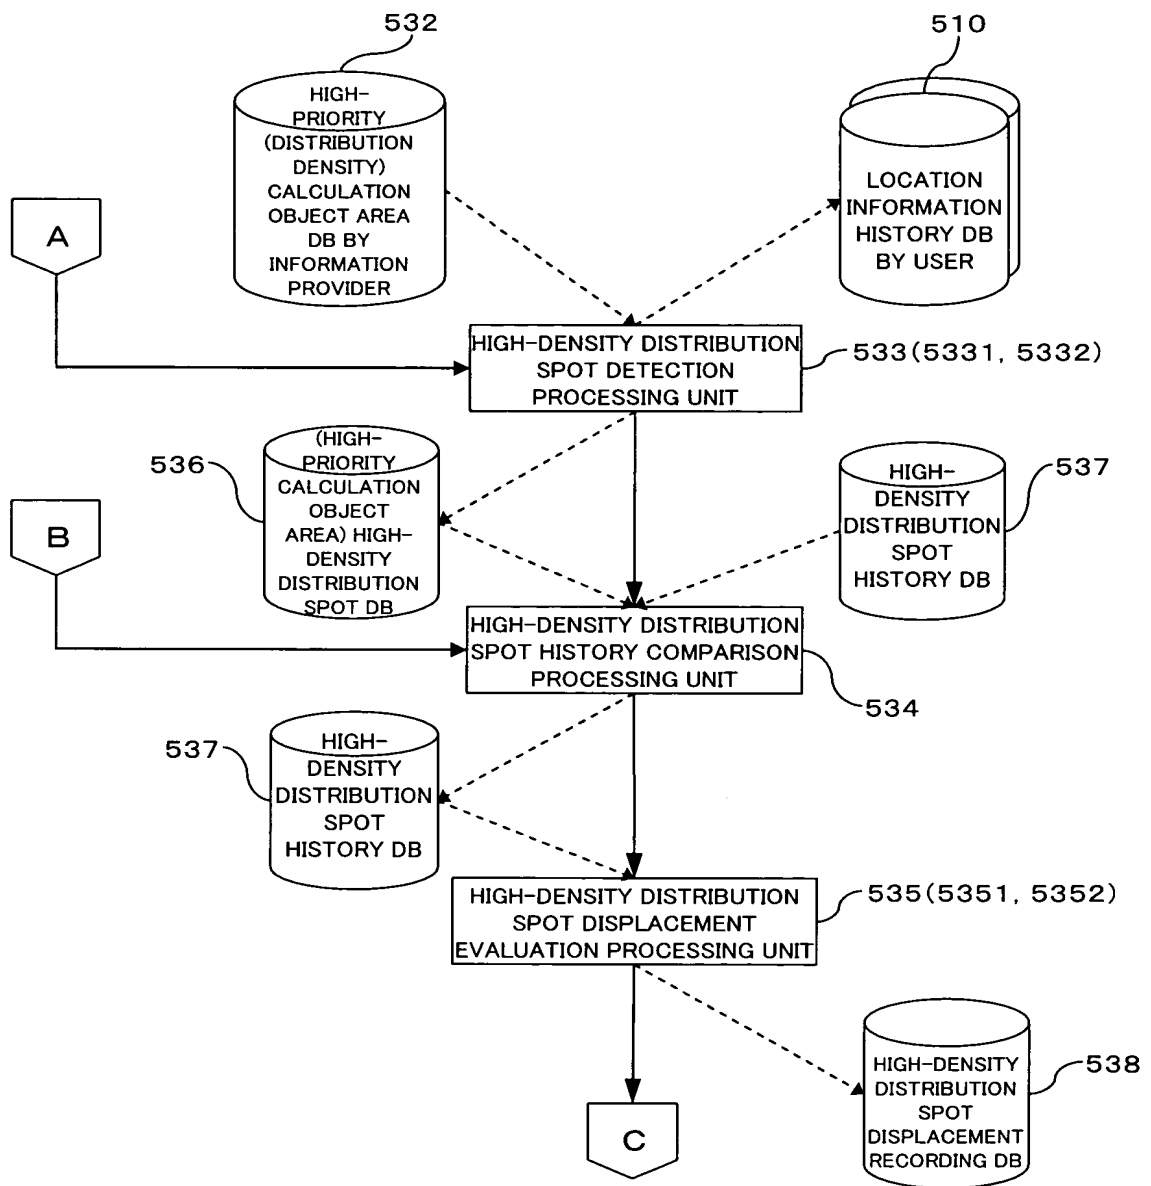 532
510
HIGH-
PRIORITY
(DISTRIBUTION
DENSITY)
CALCULATION
OBJECT AREA
DB BY
INFORMATION
PROVIDER
LOCATION
INFORMATION
HISTORY DB
BY USER
A
HIGH-DENSITY DISTRIBUTION
SPOT DETECTION
PROCESSING UNIT
533(5331, 5332)
536
(HIGH-
PRIORITY
CALCULATION
OBJECT
AREA) HIGH-
DENSITY
DISTRIBUTION
SPOT DB
HIGH-
DENSITY
DISTRIBUTION
SPOT
HISTORY DB
537
B
HIGH-DENSITY DISTRIBUTION
SPOT HISTORY COMPARISON
PROCESSING UNIT
534
537
HIGH-
DENSITY
DISTRIBUTION
SPOT
HISTORY DB
HIGH-DENSITY DISTRIBUTION
SPOT DISPLACEMENT
EVALUATION PROCESSING UNIT
535(5351, 5352)
HIGH-DENSITY
DISTRIBUTION
SPOT
DISPLACEMENT
RECORDING DB
538
C